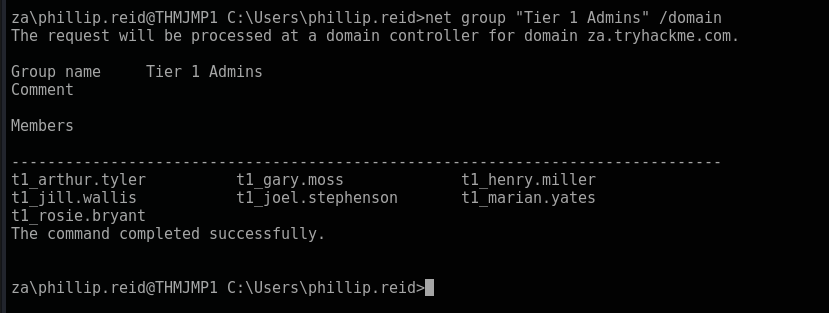 za\phillip.reid@THMJMP1 C:\Users\phillip.reid>net group "Tier 1 Admins" /domain
The request will be processed at a domain controller for domain za.tryhackme.com.
Group name     Tier 1 Admins
Comment
Members
-------------------------------------------------------------------------------
t1_arthur.tyler          t1_gary.moss             t1_henry.miller
t1_jill.wallis           t1_joel.stephenson       t1_marian.yates
t1_rosie.bryant
The command completed successfully.
za\phillip.reid@THMJMP1 C:\Users\phillip.reid>